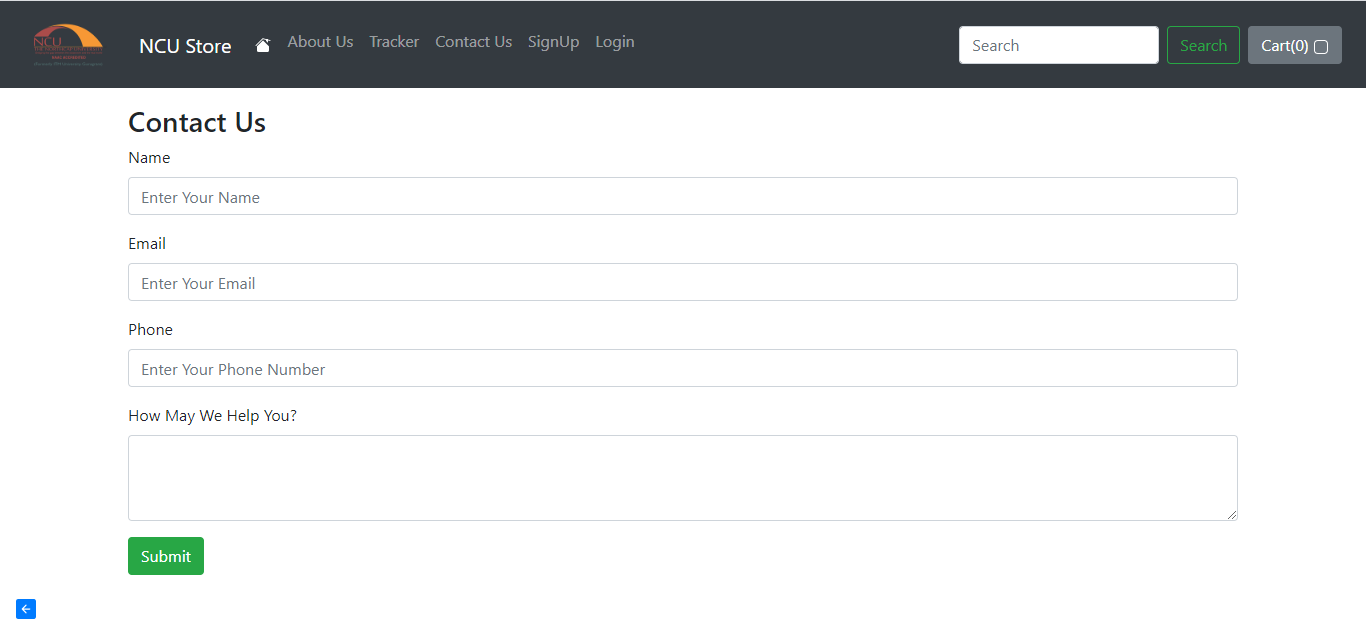 NCU
NCU Store
About Us
Tracker
Contact Us
SignUp
Login
Search
Search
Cart(0)
Contact Us
Name
Enter Your Name
Email
Enter Your Email
Phone
Enter Your Phone Number
How May We Help You?
Submit